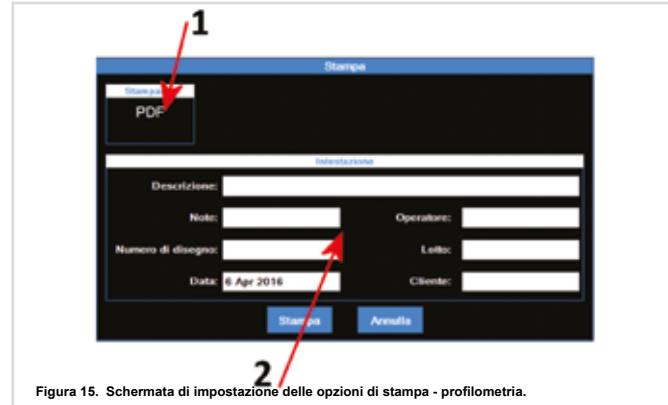 1
Stampa
PDF
Intestazione
Descrizione:
Note: Operatore:
Numero di disegno: Lotto:
Data: 6 Apr 2016 Cliente:
Stampa Annulla
2
Figura 15. Schermata di impostazione delle opzioni di stampa - profilometria.